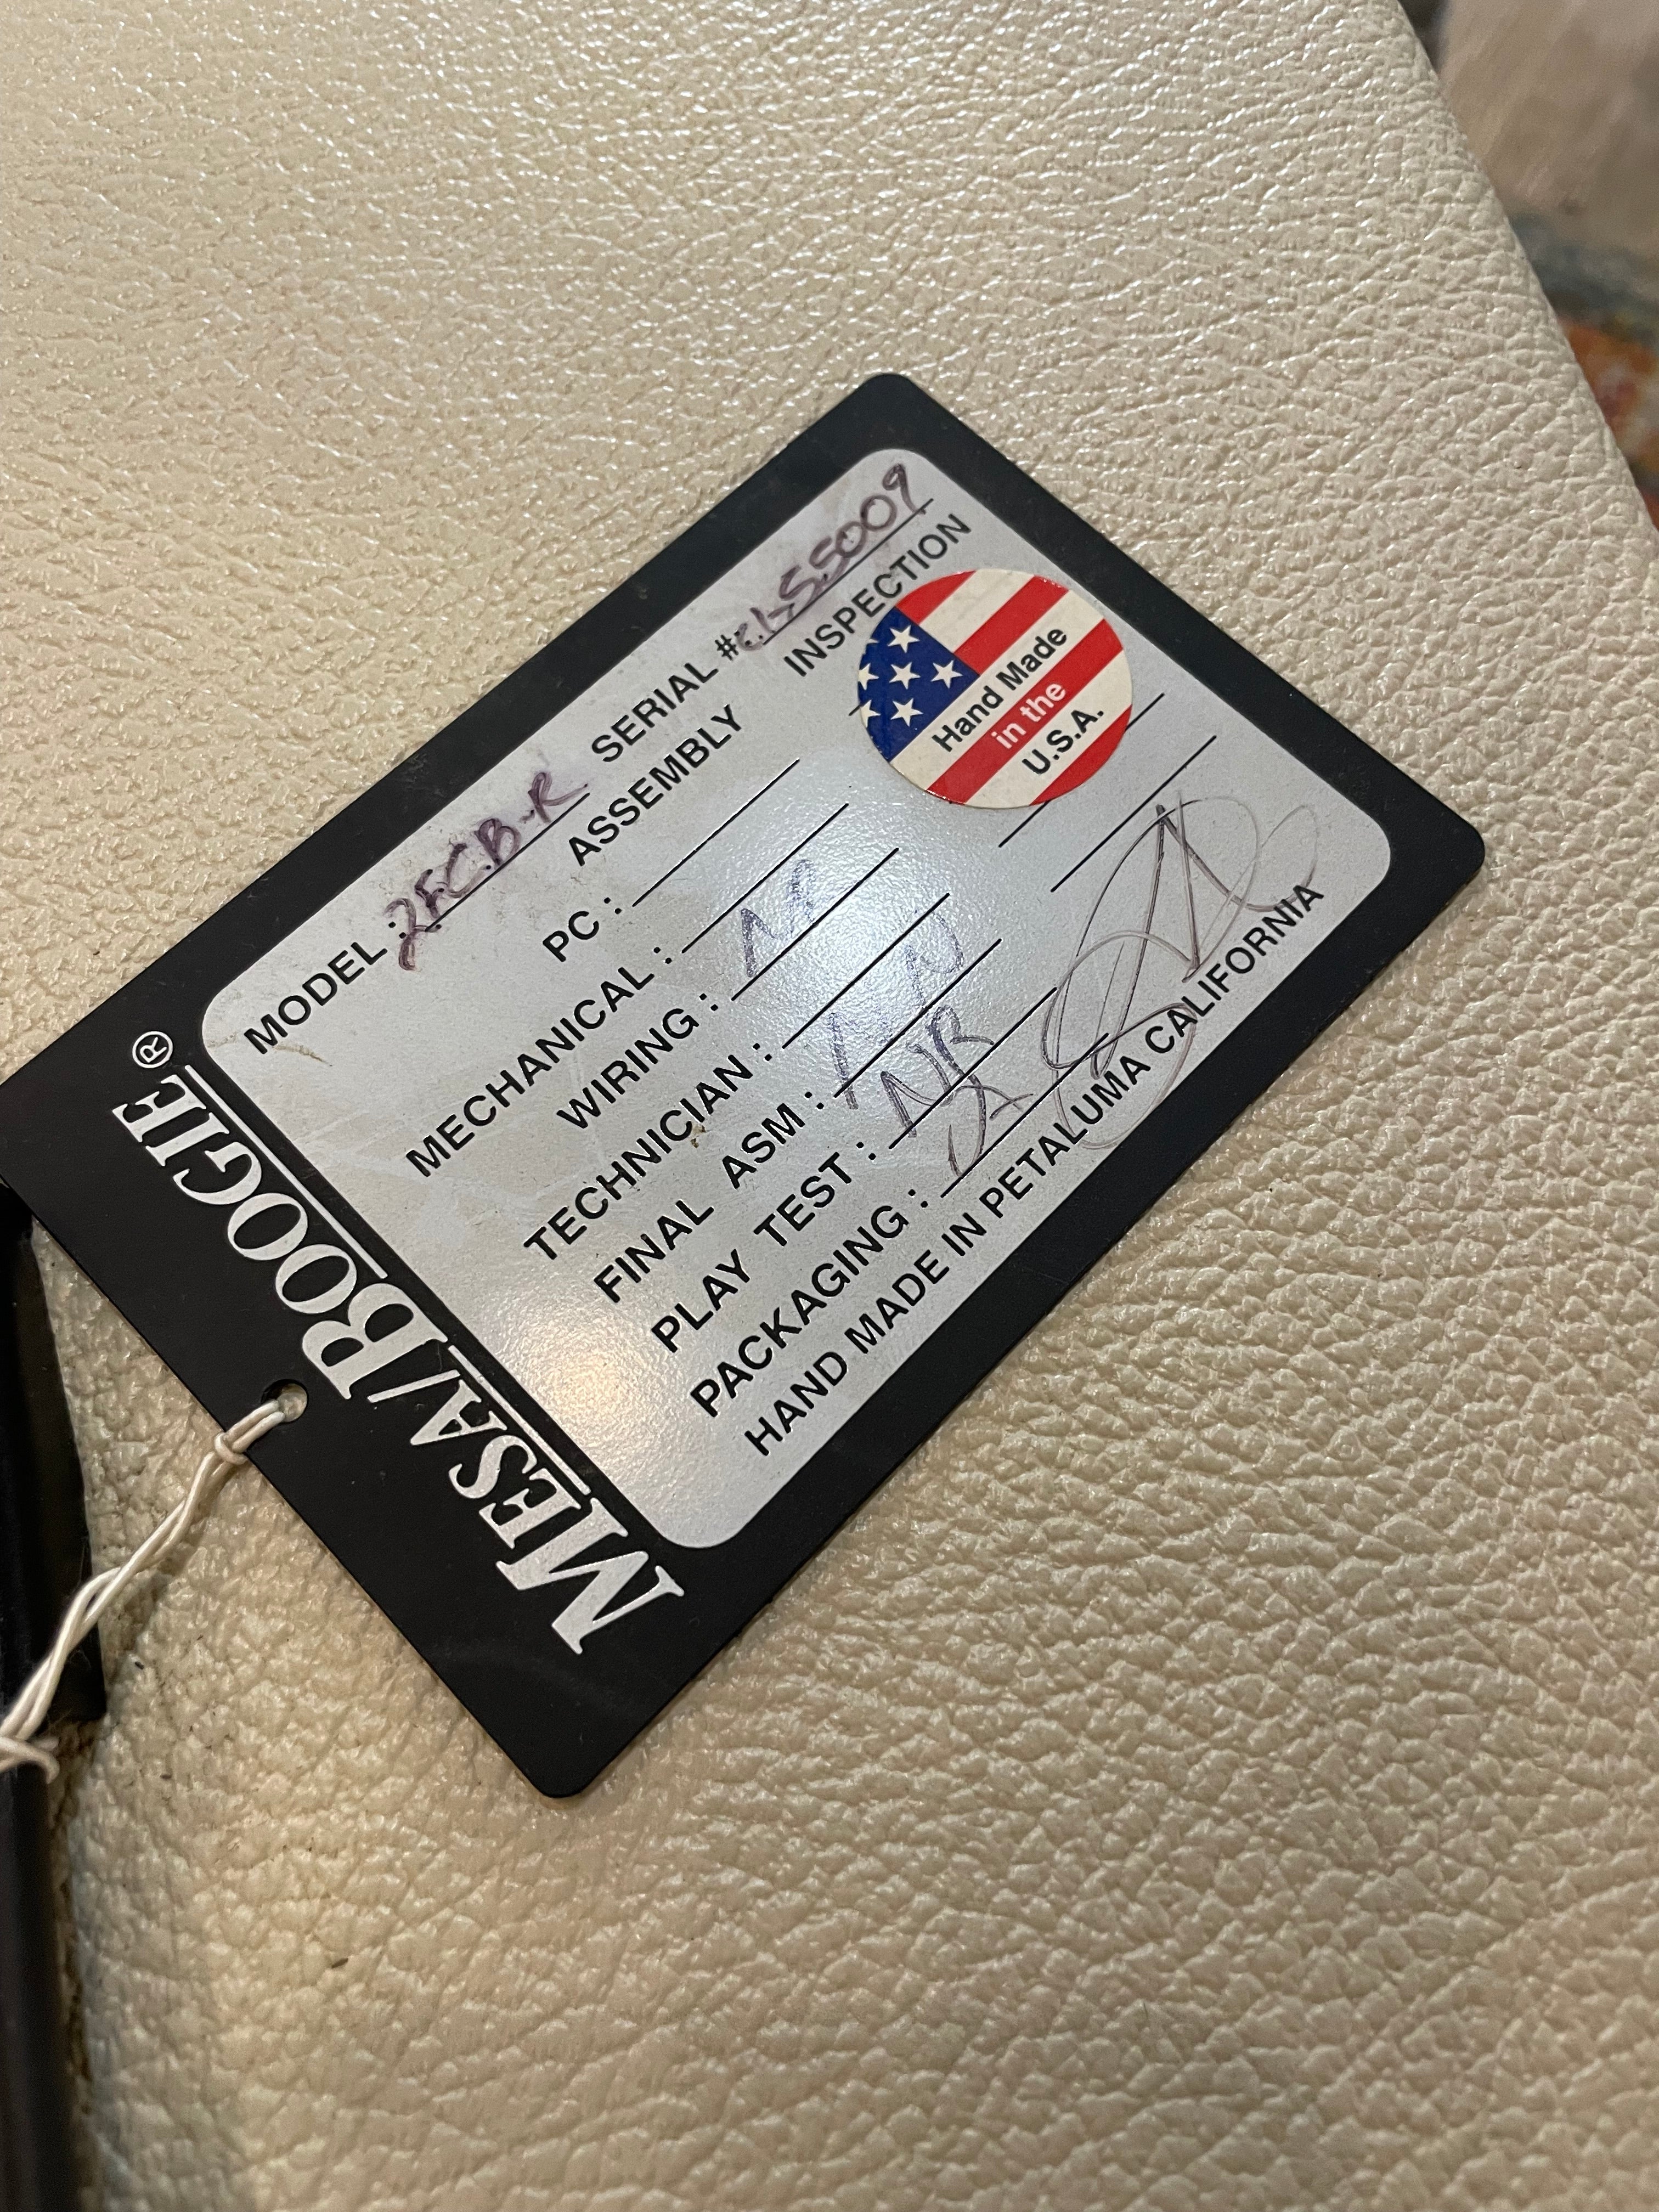 MESA/BOOGIE®
MODEL : 2FCB-R SERIAL #:
ASSEMBLY INSPECTION
PC :
MECHANICAL :
WIRING :
TECHNICIAN :
FINAL ASM :
PLAY TEST : NR
PACKAGING :
HAND MADE IN PETALUMA CALIFORNIA
Hand Made
in the
U.S.A.